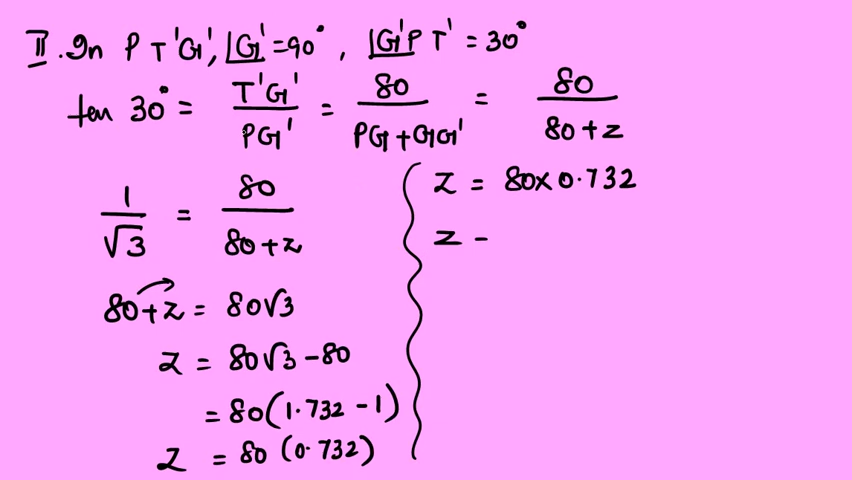 II. In P T'G', ∠G' = 90°, ∠G'P T' = 30°
tan 30° = T'G' / PG' = 80 / PG + GG' = 80 / 80 + z
1 / √3 = 80 / 80 + z
80 + z = 80√3
z = 80√3 - 80
= 80(1.732 - 1)
z = 80 (0.732)
z = 80 × 0.732
z -